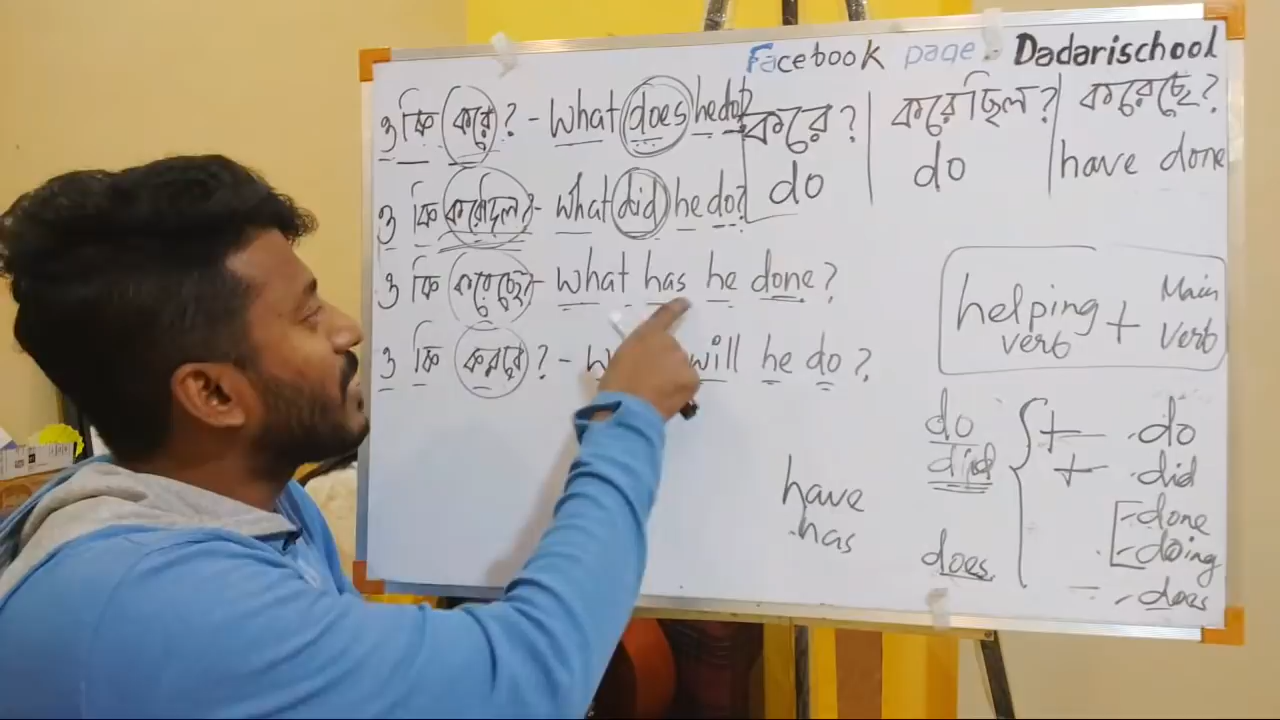 Facebook page:- Dadarischool
ও কি করে? - What does he do?
ও কি করেছিল? - What did he do?
ও কি করেছে? - What has he done?
ও কি করবে? - will he do?
করে? করেছিল? করেছে?
do do have done
helping verb + Main Verb
have
has
do
did
does
+ do
+ did
- done
- doing
- does